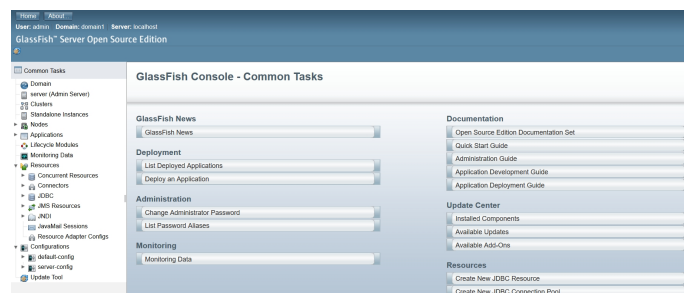 Home About...
User: admin Domain: domain1 Server: localhost
GlassFish™ Server Open Source Edition
Common Tasks
Domain
server (Admin Server)
Clusters
Standalone Instances
Nodes
Applications
Lifecycle Modules
Monitoring Data
Resources
Concurrent Resources
Connectors
JDBC
JMS Resources
JNDI
JavaMail Sessions
Resource Adapter Configs
Configurations
default-config
server-config
Update Tool
GlassFish Console - Common Tasks
GlassFish News
GlassFish News
Deployment
List Deployed Applications
Deploy an Application
Administration
Change Administrator Password
List Password Aliases
Monitoring
Monitoring Data
Documentation
Open Source Edition Documentation Set
Quick Start Guide
Administration Guide
Application Development Guide
Application Deployment Guide
Update Center
Installed Components
Available Updates
Available Add-Ons
Resources
Create New JDBC Resource
Create New JDBC Connection Pool